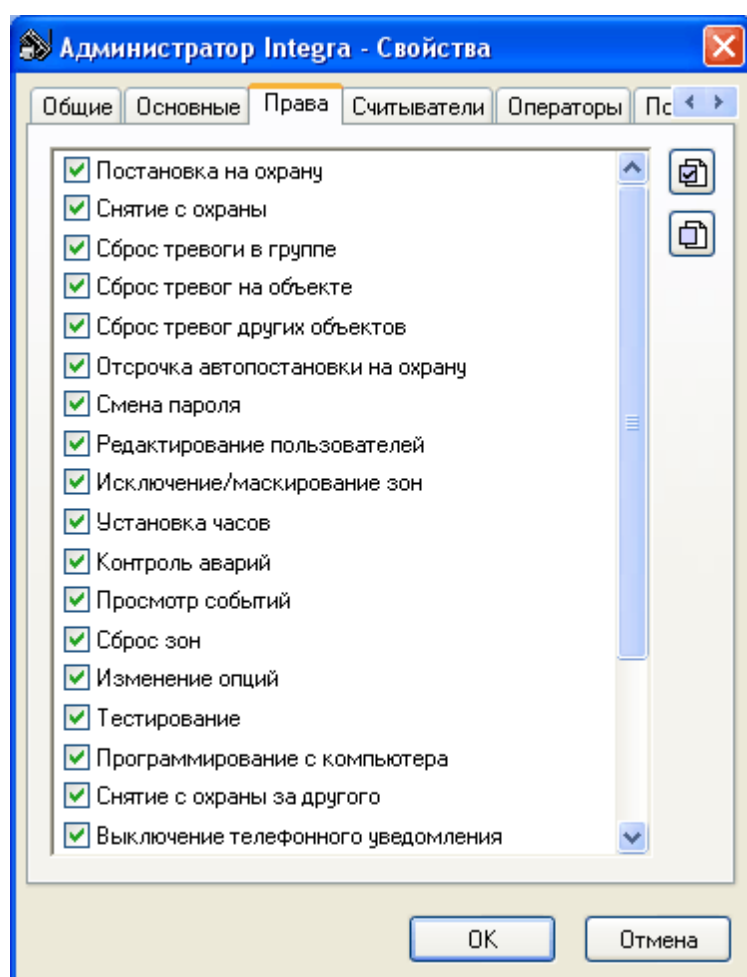 Администратор Integra - Свойства
Общие Основные Права Считыватели Операторы Пс
Постановка на охрану
Снятие с охраны
Сброс тревоги в группе
Сброс тревог на объекте
Сброс тревог других объектов
Отсрочка автопостановки на охрану
Смена пароля
Редактирование пользователей
Исключение/маскирование зон
Установка часов
Контроль аварий
Просмотр событий
Сброс зон
Изменение опций
Тестирование
Программирование с компьютера
Снятие с охраны за другого
Выключение телефонного уведомления
OK Отмена